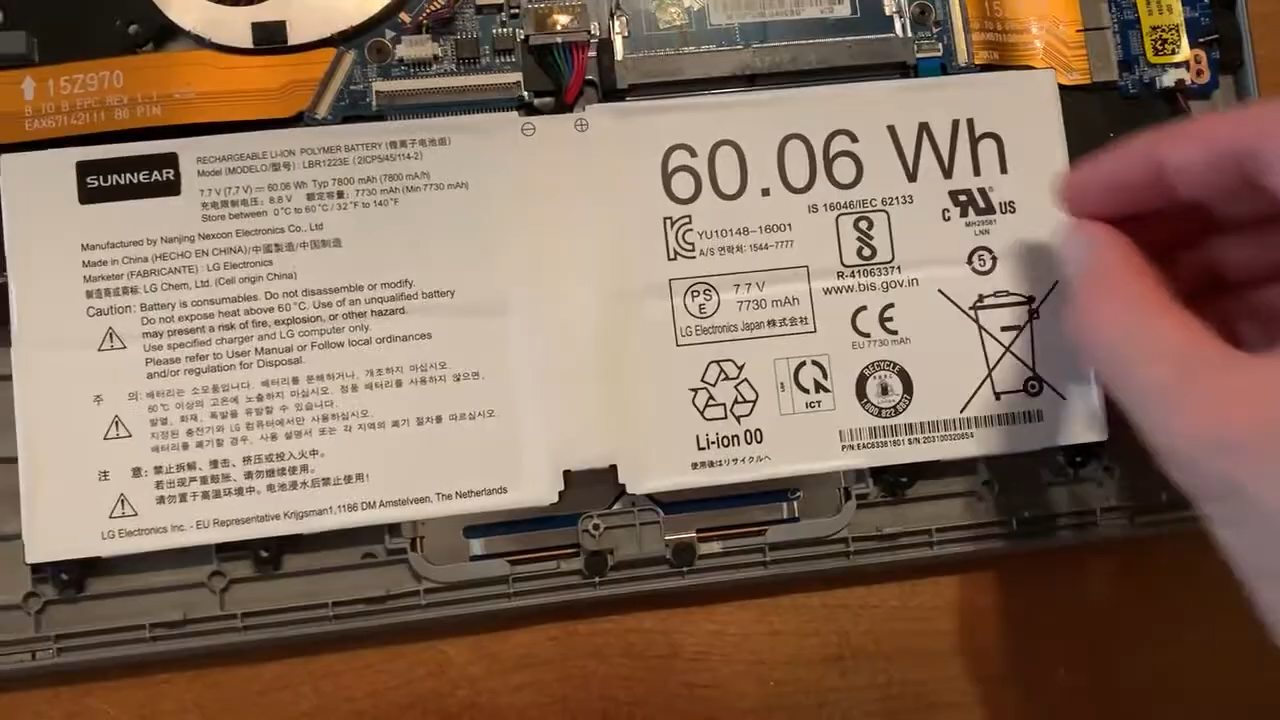 15Z970
B TO B FPC REV 1.1
EAX67142111 80 PIN
SUNNEAR
RECHARGEABLE LI-ION POLYMER BATTERY (锂离子电池组)
Model (MODELO/型号) : LBR1223E (2ICP5/45/114-2)
7.7 V (7.7 V) ⎓ 60.06 Wh Typ 7800 mAh (7800 mA/h)
充电限制电压: 8.8 V 额定容量: 7730 mAh (Min 7730 mAh)
Store between 0°C to 60°C / 32°F to 140°F
Manufactured by Nanjing Nexcon Electronics Co., Ltd
Made in China (HECHO EN CHINA)/中國製造/中国制造
Marketer (FABRICANTE) : LG Electronics
制造商或商标: LG Chem, Ltd. (Cell origin China)
Caution: Battery is consumables. Do not disassemble or modify.
Do not expose heat above 60°C. Use of an unqualified battery
may present a risk of fire, explosion, or other hazard.
Use specified charger and LG computer only.
Please refer to User Manual or Follow local ordinances
and/or regulation for Disposal.
주 의: 배터리는 소모품입니다. 배터리를 분해하거나, 개조하지 마십시오.
60℃ 이상의 고온에 노출하지 마십시오. 정품 배터리를 사용하지 않으면,
발열, 화재, 폭발을 유발할 수 있습니다.
지정된 충전기와 LG 컴퓨터에서만 사용하십시오.
배터리를 폐기할 경우, 사용 설명서 또는 각 지역의 폐기 절차를 따르십시오.
注 意: 禁止拆解、撞击、挤压或投入火中。
若出现严重鼓胀、请勿继续使用。
请勿置于高温环境中。电池浸水后禁止使用!
LG Electronics Inc. - EU Representative Krijgsman1,1186 DM Amstelveen, The Netherlands
60.06 Wh
YU10148-16001
A/S 연락처: 1544-7777
IS 16046/IEC 62133
R-41063371
www.bis.gov.in
C RU US
MH29581
LNN
5
PS
E
7.7 V
7730 mAh
LG Electronics Japan 株式会社
CE
EU 7730 mAh
Li-ion 00
使用後はリサイクルへ
ICT
RECYCLE
1.800.822.8837
P/N:EAC63381601 S/N:203100320654